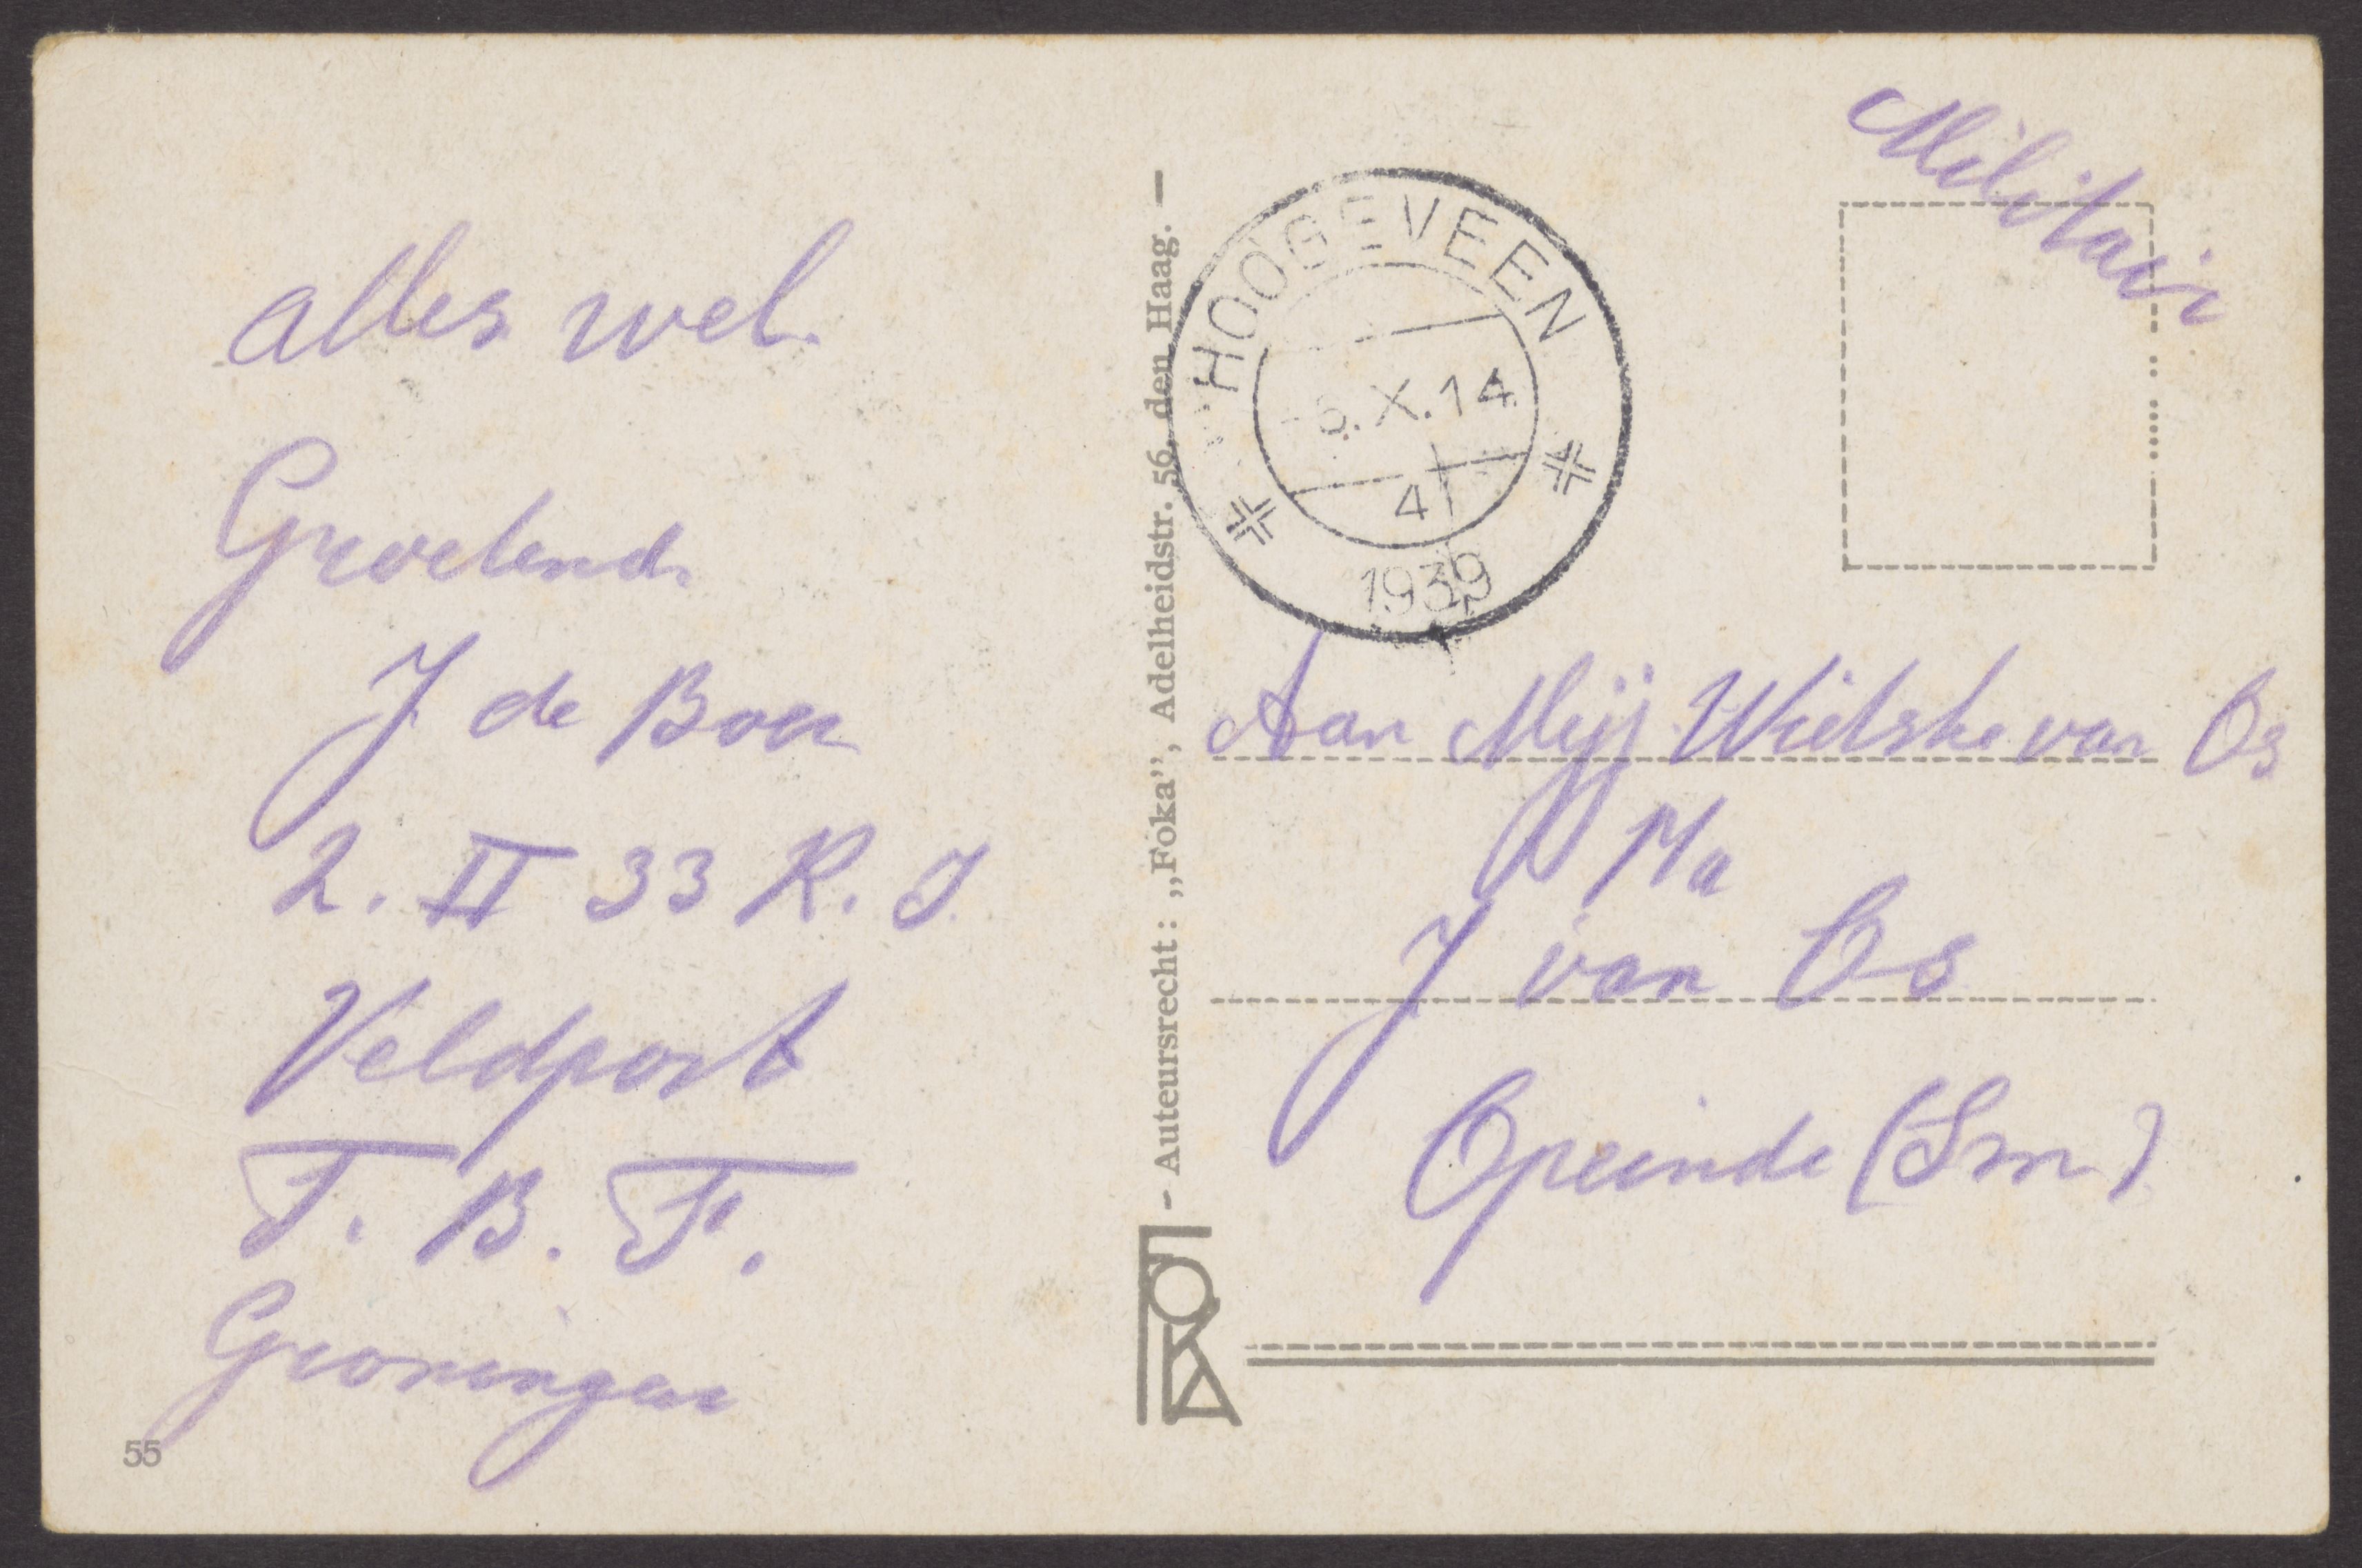 alles wel.
Groetend.
J de Boer
2. II 33 R. I
Veldpost
T. B. F.
Groningen
55
- Auteursrecht: „Foka”, Adelheidstr. 56, den Haag. -
FOKA
HOOGEVEEN
X.14
4
1939
Militair
Aan Mej Wietske van Os
p/a
J van Os
Opeinde (Sm)